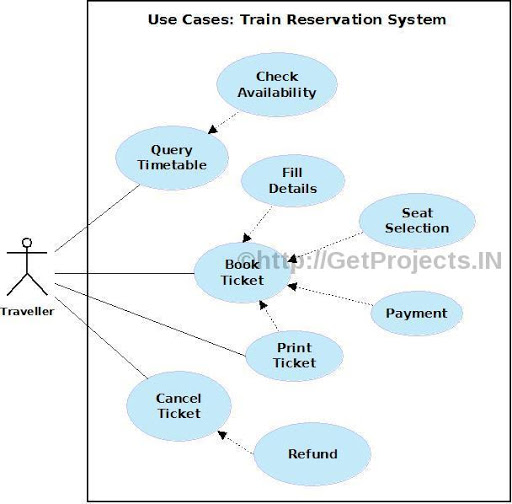 Use Cases: Train Reservation System
Check
Availability
Query
Timetable
Fill
Details
Seat
Selection
©http://GetProjects.IN
Book
Ticket
Traveller
Payment
Print
Ticket
Cancel
Ticket
Refund